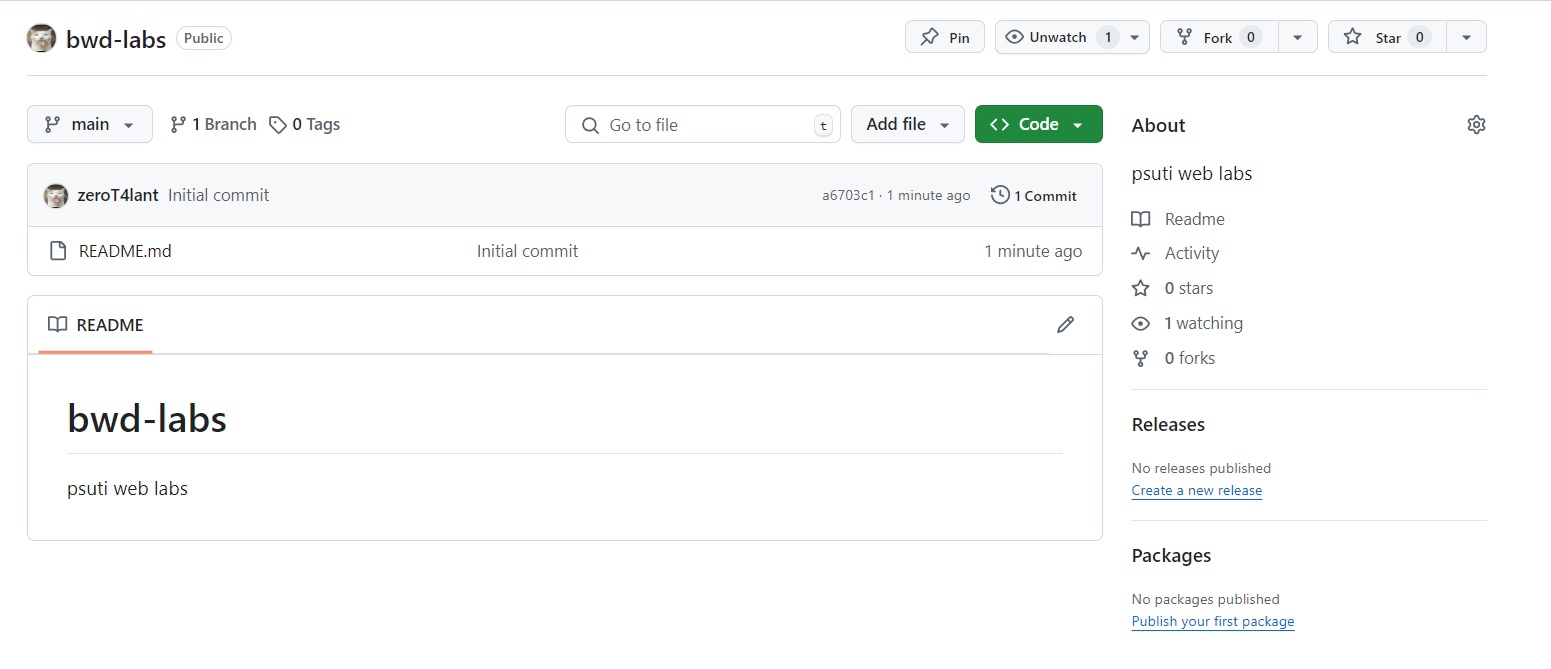 bwd-labs Public Pin Unwatch 1 Fork 0 Star 0
main 1 Branch 0 Tags Go to file t Add file Code
zeroT4lant Initial commit a6703c1 · 1 minute ago 1 Commit
README.md Initial commit 1 minute ago
README
bwd-labs
psuti web labs
About
psuti web labs
Readme
Activity
0 stars
1 watching
0 forks
Releases
No releases published
Create a new release
Packages
No packages published
Publish your first package